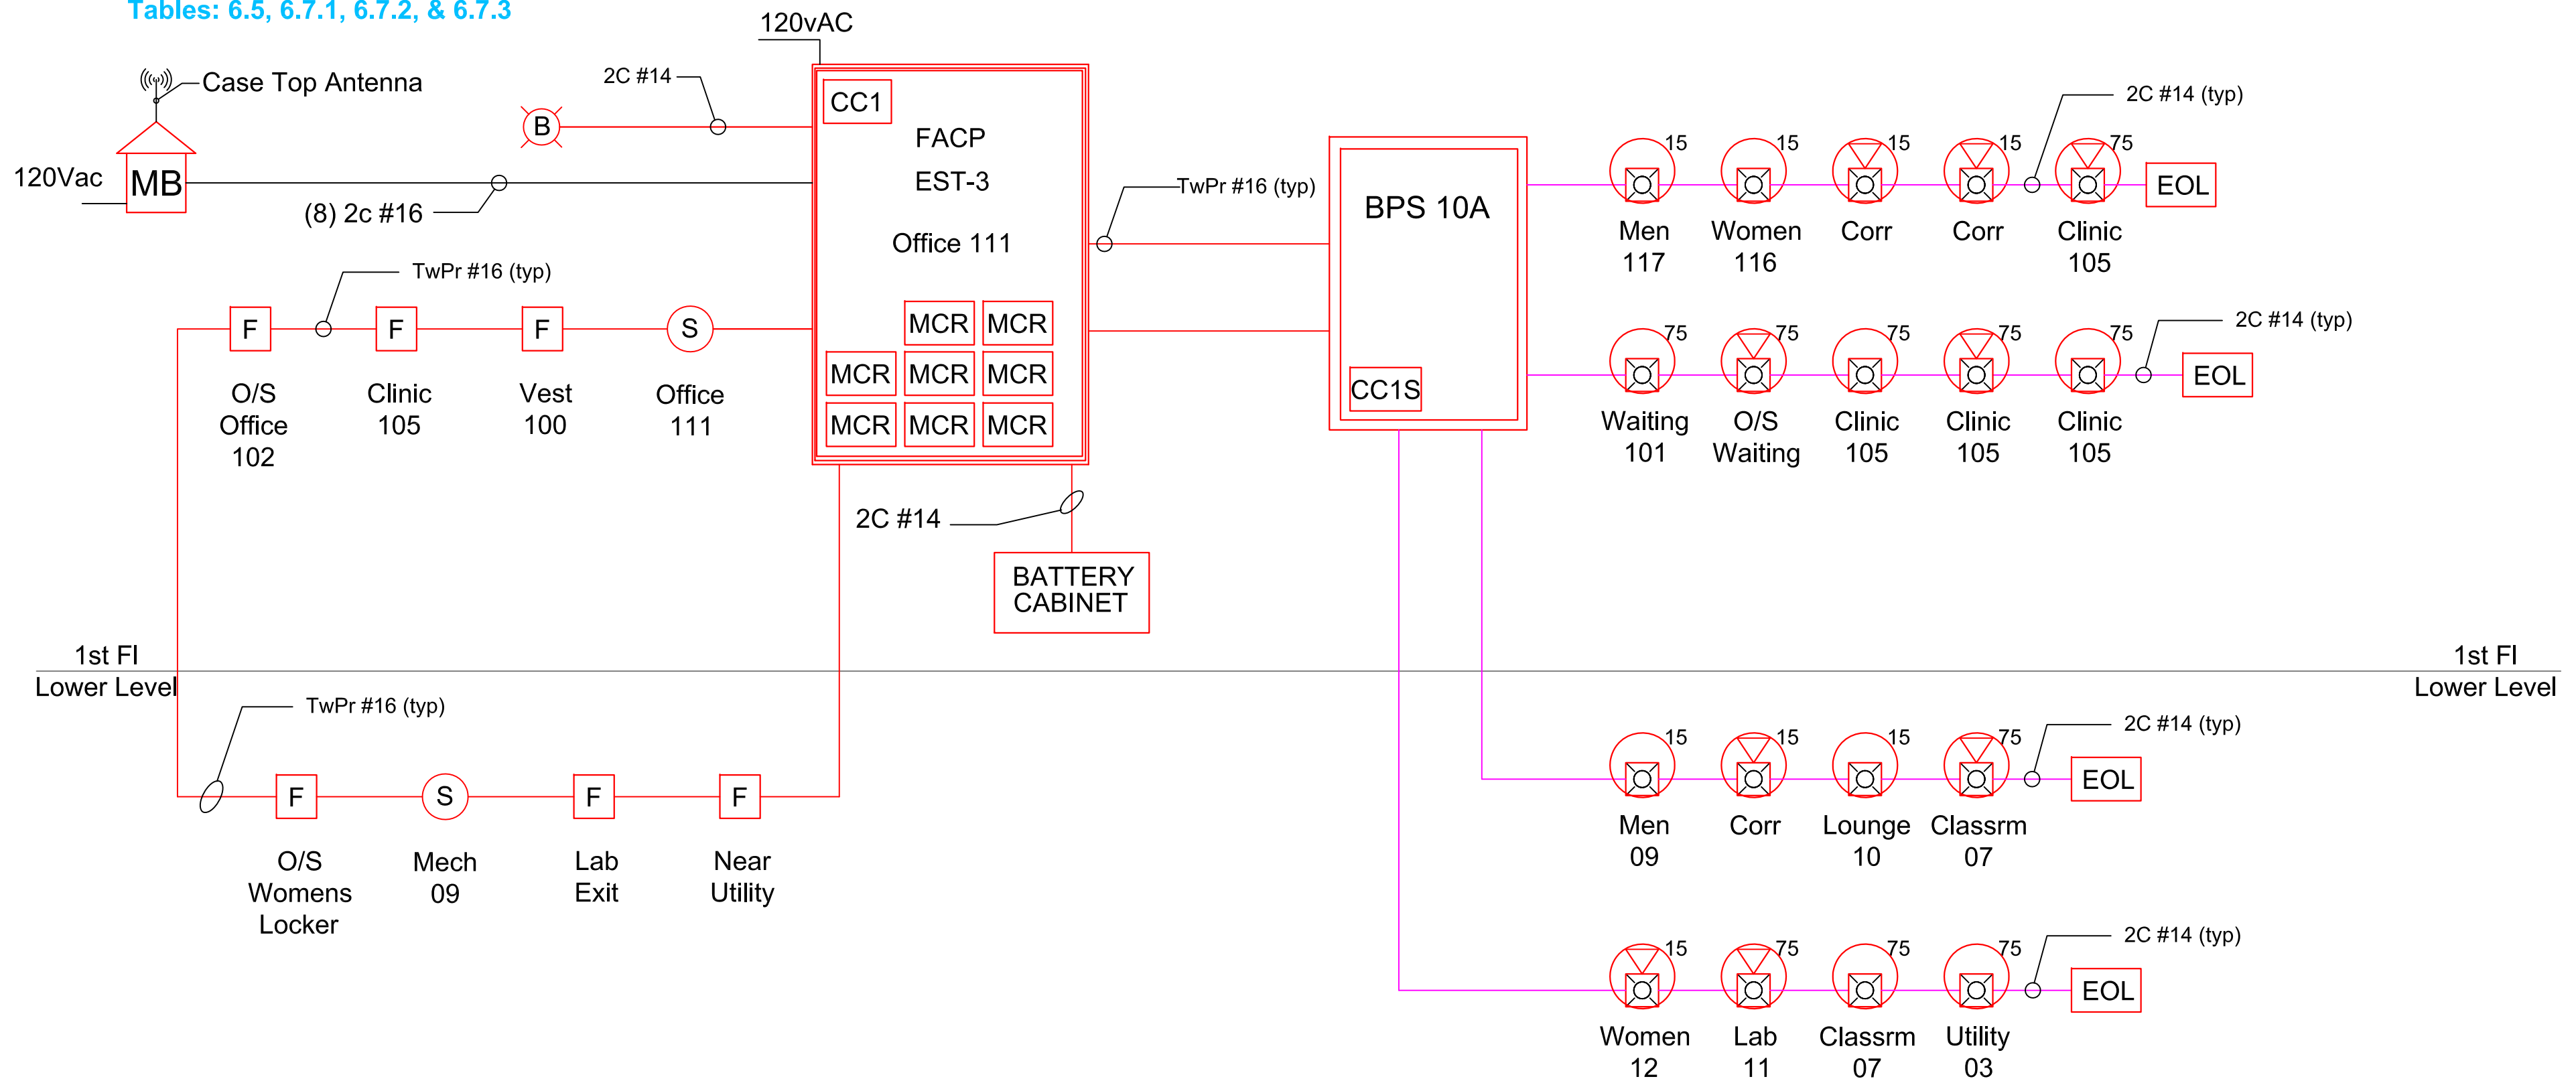 Tables: 6.5, 6.7.1, 6.7.2, & 6.7.3
120vAC
Case Top Antenna
2C #14
CC1
FACP
EST-3
Office 111
120Vac
MB
B
(8) 2c #16
TwPr #16 (typ)
BPS 10A
CC1S
2C #14 (typ)
15
15
15
15
75
EOL
Men
117
Women
116
Corr
Corr
Clinic
105
TwPr #16 (typ)
F
F
F
S
O/S
Office
102
Clinic
105
Vest
100
Office
111
MCR
MCR
MCR
MCR
MCR
MCR
MCR
MCR
2C #14 (typ)
75
75
75
75
75
EOL
Waiting
101
O/S
Waiting
Clinic
105
Clinic
105
Clinic
105
2C #14
BATTERY
CABINET
1st Fl
Lower Level
1st Fl
Lower Level
TwPr #16 (typ)
F
S
F
F
O/S
Womens
Locker
Mech
09
Lab
Exit
Near
Utility
2C #14 (typ)
15
15
15
75
EOL
Men
09
Corr
Lounge
10
Classrm
07
2C #14 (typ)
15
75
75
75
EOL
Women
12
Lab
11
Classrm
07
Utility
03